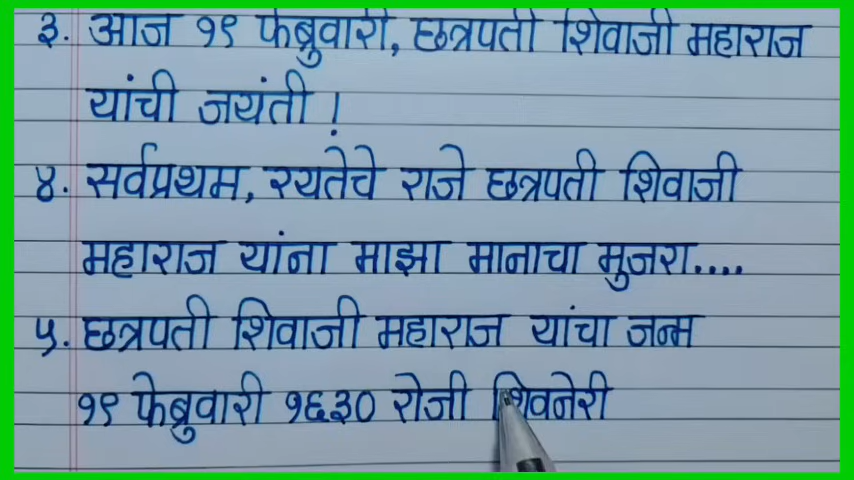 ३. आज १९ फेब्रुवारी, छत्रपती शिवाजी महाराज
यांची जयंती !
४. सर्वप्रथम, रयतेचे राजे छत्रपती शिवाजी
महाराज यांना माझा मानाचा मुजरा....
५. छत्रपती शिवाजी महाराज यांचा जन्म
१९ फेब्रुवारी १६३० रोजी शिवनेरी